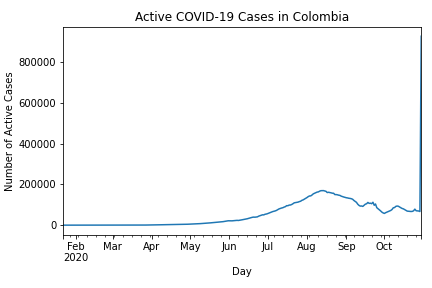 Active COVID-19 Cases in Colombia
Number of Active Cases
800000
600000
400000
200000
0
Feb Mar Apr May Jun Jul Aug Sep Oct
2020
Day